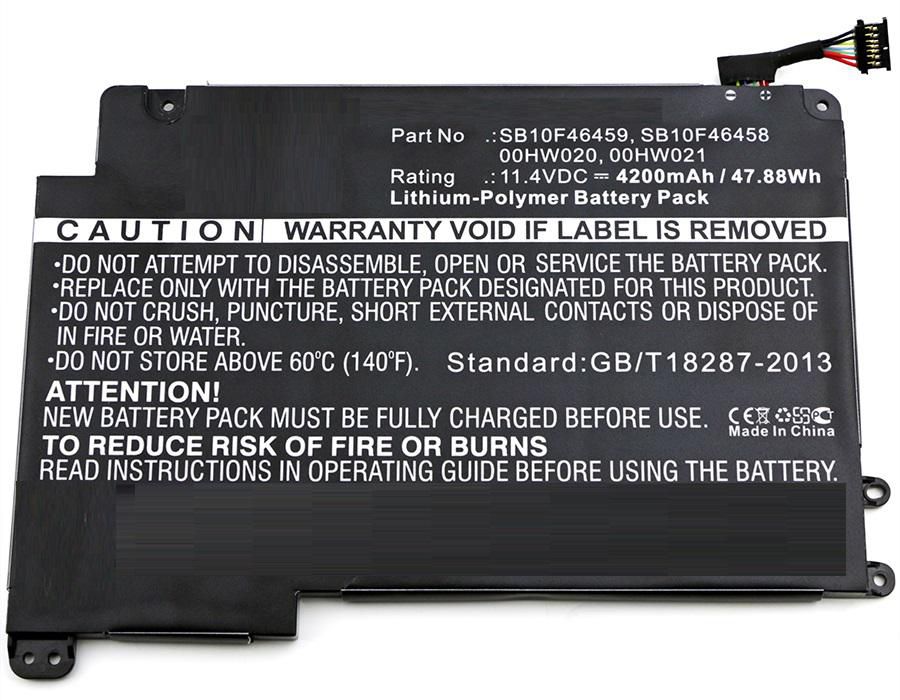 Part No .:SB10F46459, SB10F46458
00HW020, 00HW021
Rating .: 11.4VDC ⎓ 4200mAh / 47.88Wh
Lithium-Polymer Battery Pack
CAUTION WARRANTY VOID IF LABEL IS REMOVED
•DO NOT ATTEMPT TO DISASSEMBLE, OPEN OR SERVICE THE BATTERY PACK.
•REPLACE ONLY WITH THE BATTERY PACK DESIGNATED FOR THIS PRODUCT.
•DO NOT CRUSH, PUNCTURE, SHORT EXTERNAL CONTACTS OR DISPOSE OF
IN FIRE OR WATER.
•DO NOT STORE ABOVE 60ºC (140ºF). Standard:GB/T18287-2013
ATTENTION!
NEW BATTERY PACK MUST BE FULLY CHARGED BEFORE USE.
CE
Made In China
TO REDUCE RISK OF FIRE OR BURNS
READ INSTRUCTIONS IN OPERATING GUIDE BEFORE USING THE BATTERY.